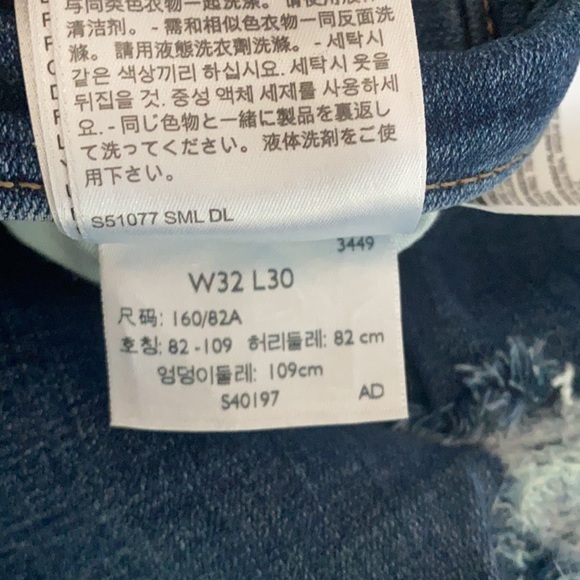 与同类色衣物一起洗涤。请使用液体
清洁剂。 - 需和相似色衣物一同反面洗
滌。 請用液態洗衣劑洗滌。 - 세탁시
같은 색상끼리 하십시요. 세탁시 옷을
뒤집을 것. 중성 액체 세제를 사용하세
요. - 同じ色物と一緒に製品を裏返し
て洗ってください。 液体洗剤をご使
用下さい。
S51077 SML DL
3449
W32 L30
尺码: 160/82A
호칭: 82 -109 허리둘레: 82 cm
엉덩이둘레: 109cm
S40197 AD